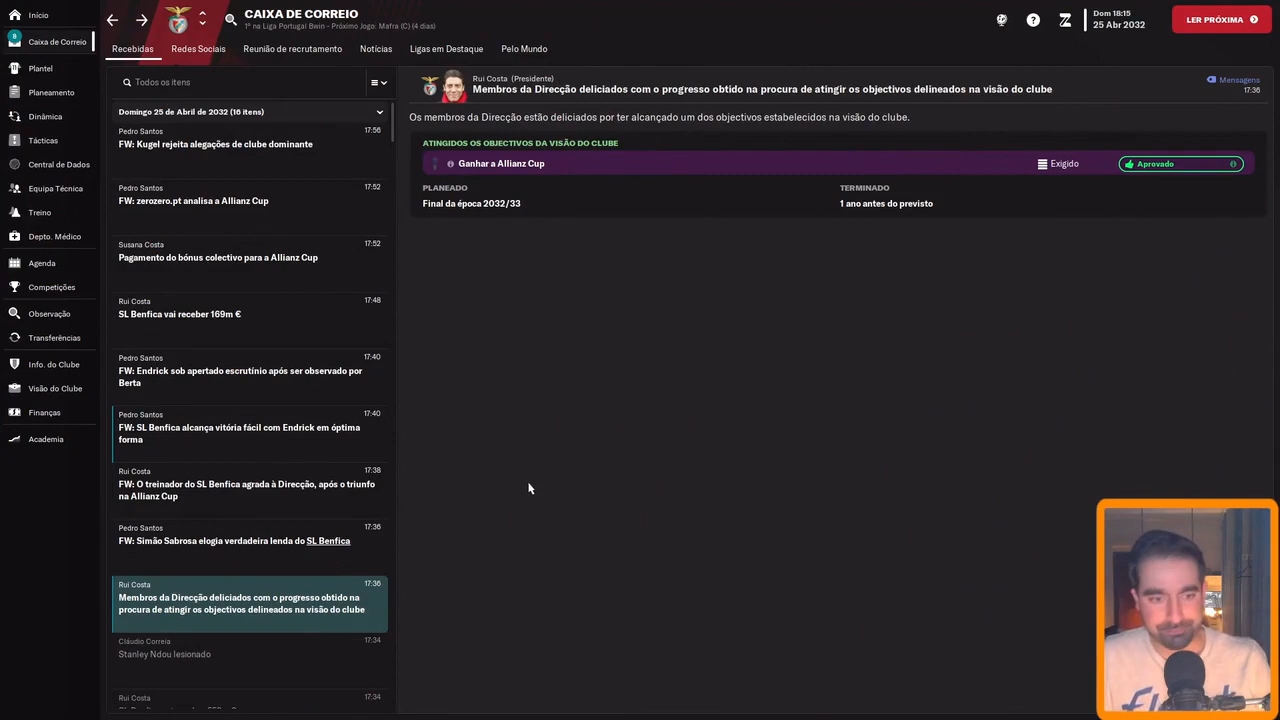 Início
8
Caixa de Correio
Plantel
Planeamento
Dinâmica
Tácticas
Central de Dados
Equipa Técnica
Treino
Depto. Médico
Agenda
Competições
Observação
Transferências
Info. do Clube
Visão do Clube
Finanças
Academia
CAIXA DE CORREIO
1º na Liga Portugal Bwin - Próximo Jogo: Mafra (C) (4 dias)
Dom 18:15
25 Abr 2032
LER PRÓXIMA
Recebidas
Redes Sociais
Reunião de recrutamento
Notícias
Ligas em Destaque
Pelo Mundo
Todos os itens
Domingo 25 de Abril de 2032 (16 itens)
Pedro Santos 17:56
FW: Kugel rejeita alegações de clube dominante
Pedro Santos 17:52
FW: zerozero.pt analisa a Allianz Cup
Susana Costa 17:52
Pagamento do bónus colectivo para a Allianz Cup
Rui Costa 17:48
SL Benfica vai receber 169m €
Pedro Santos 17:40
FW: Endrick sob apertado escrutínio após ser observado por
Berta
Pedro Santos 17:40
FW: SL Benfica alcança vitória fácil com Endrick em óptima
forma
Rui Costa 17:38
FW: O treinador do SL Benfica agrada à Direcção, após o triunfo
na Allianz Cup
Pedro Santos 17:36
FW: Simão Sabrosa elogia verdadeira lenda do SL Benfica
Rui Costa 17:36
Membros da Direcção deliciados com o progresso obtido na
procura de atingir os objectivos delineados na visão do clube
Cláudio Correia 17:34
Stanley Ndou lesionado
Rui Costa 17:34
Rui Costa (Presidente)
Membros da Direcção deliciados com o progresso obtido na procura de atingir os objectivos delineados na visão do clube
Mensagens
17:36
Os membros da Direcção estão deliciados por ter alcançado um dos objectivos estabelecidos na visão do clube.
ATINGIDOS OS OBJECTIVOS DA VISÃO DO CLUBE
Ganhar a Allianz Cup
Exigido
Aprovado
PLANEADO
Final da época 2032/33
TERMINADO
1 ano antes do previsto